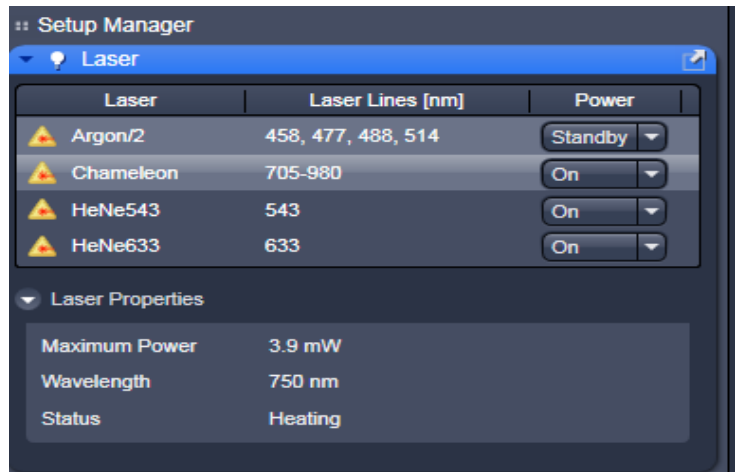 Setup Manager
Laser
Laser Laser Lines [nm] Power
Argon/2 458, 477, 488, 514 Standby
Chameleon 705-980 On
HeNe543 543 On
HeNe633 633 On
Laser Properties
Maximum Power 3.9 mW
Wavelength 750 nm
Status Heating